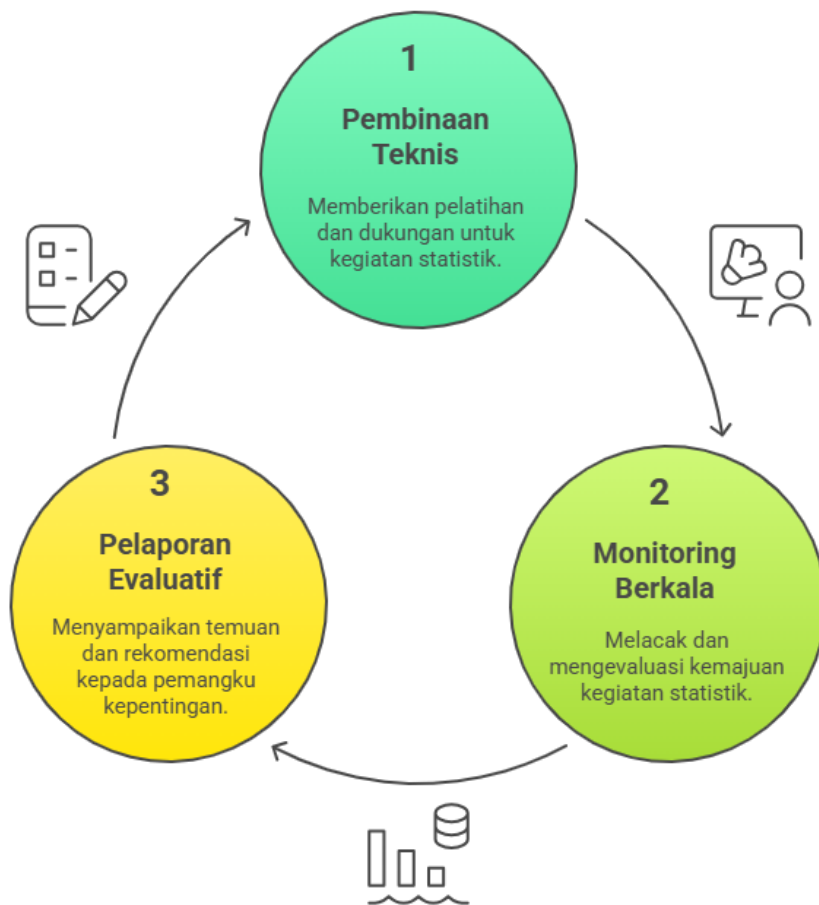 1
Pembinaan
Teknis
Memberikan pelatihan
dan dukungan untuk
kegiatan statistik.
2
Monitoring
Berkala
Melacak dan
mengevaluasi kemajuan
kegiatan statistik.
3
Pelaporan
Evaluatif
Menyampaikan temuan
dan rekomendasi
kepada pemangku
kepentingan.